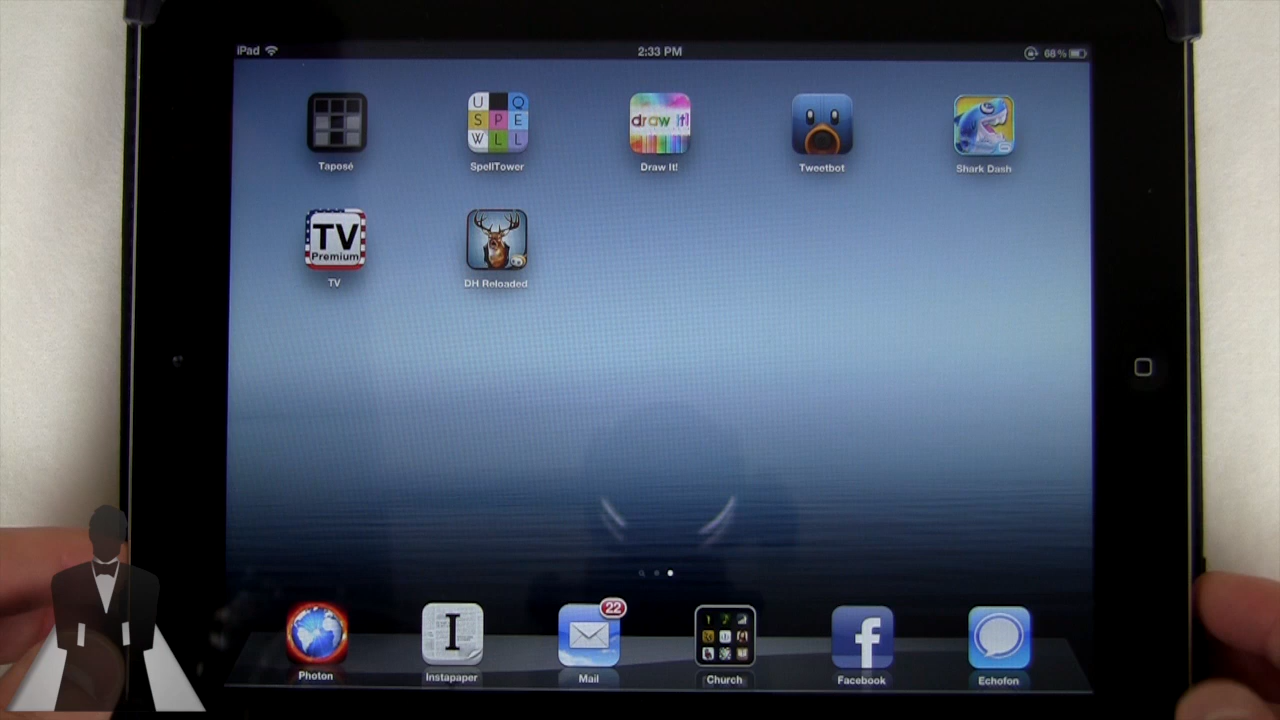 iPad 2:33 PM 68%
U Q
S P E
W L L
draw it!
Taposé SpellTower Draw It! Tweetbot Shark Dash
TV
Premium
TV DH Reloaded
22
I
f
Photon Instapaper Mail Church Facebook Echofon